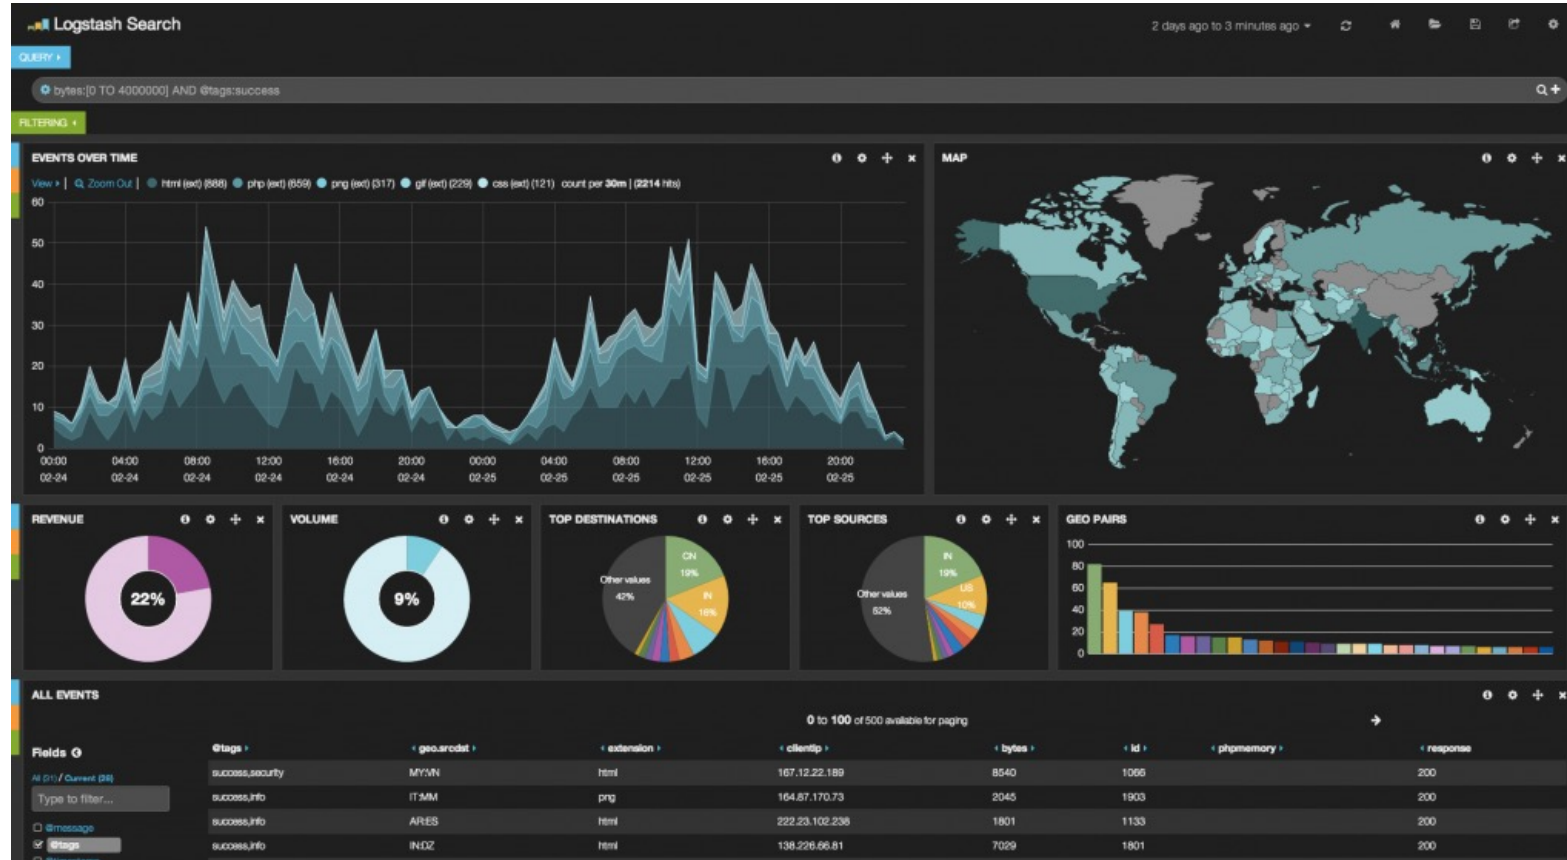 Logstash Search
2 days ago to 3 minutes ago
QUERY
bytes:[0 TO 4000000] AND @tags:success
FILTERING
EVENTS OVER TIME
View | Zoom Out | html (ext) (888) php (ext) (659) png (ext) (317) gif (ext) (229) css (ext) (121) count per 30m | (2214 hits)
60
50
40
30
20
10
0
00:00 04:00 08:00 12:00 16:00 20:00 00:00 04:00 08:00 12:00 16:00 20:00
02-24 02-24 02-24 02-24 02-24 02-24 02-25 02-25 02-25 02-25 02-25 02-25
MAP
REVENUE
22%
VOLUME
9%
TOP DESTINATIONS
CN
19%
IN
16%
Other values
42%
TOP SOURCES
IN
19%
US
10%
Other values
52%
GEO PAIRS
100
80
60
40
20
0
ALL EVENTS
0 to 100 of 500 available for paging
Fields
All (31) / Current (28)
Type to filter...
@message
@tags
@tags geo.srcdst extension clientip bytes id phpmemory response
success,security MY:VN html 167.12.22.189 8540 1066 200
success,info IT:MM png 164.87.170.73 2045 1903 200
success,info AR:ES html 222.23.102.238 1801 1133 200
success,info IN:DZ html 138.226.66.81 7029 1801 200